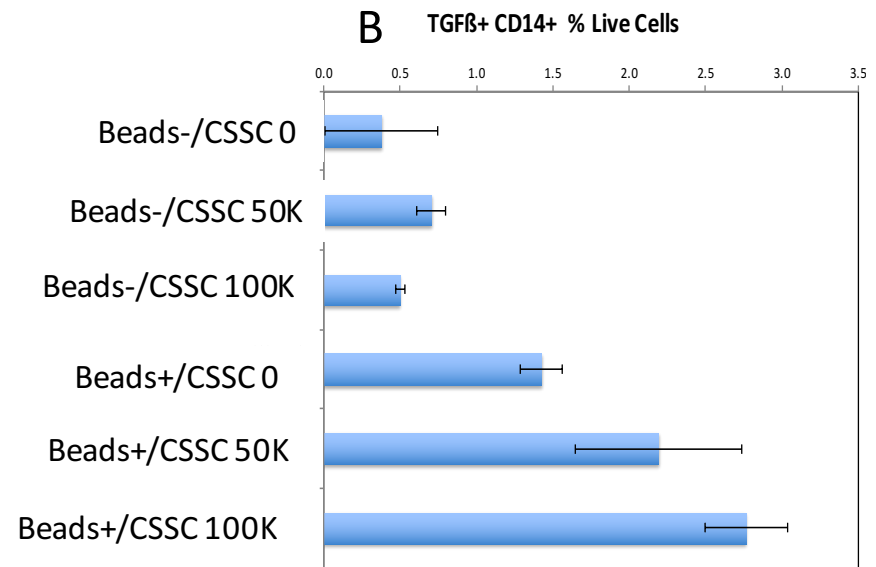 B
TGFß+ CD14+ % Live Cells
0.0 0.5 1.0 1.5 2.0 2.5 3.0 3.5
Beads-/CSSC 0
Beads-/CSSC 50K
Beads-/CSSC 100K
Beads+/CSSC 0
Beads+/CSSC 50K
Beads+/CSSC 100K